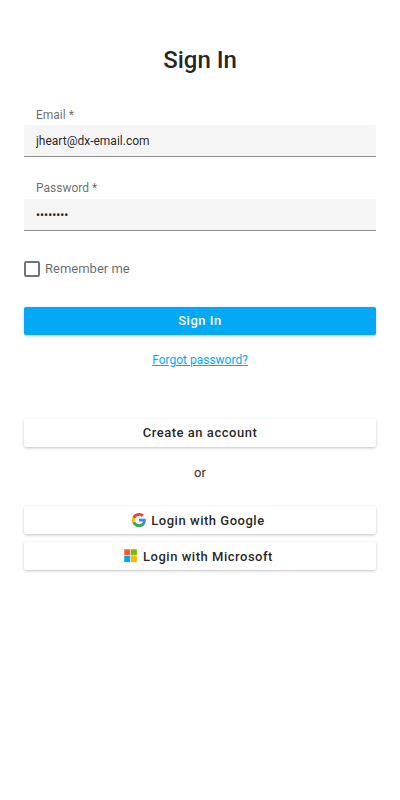 Sign In
Email *
jheart@dx-email.com
Password *
••••••••
Remember me
Sign In
Forgot password?
Create an account
or
Login with Google
Login with Microsoft